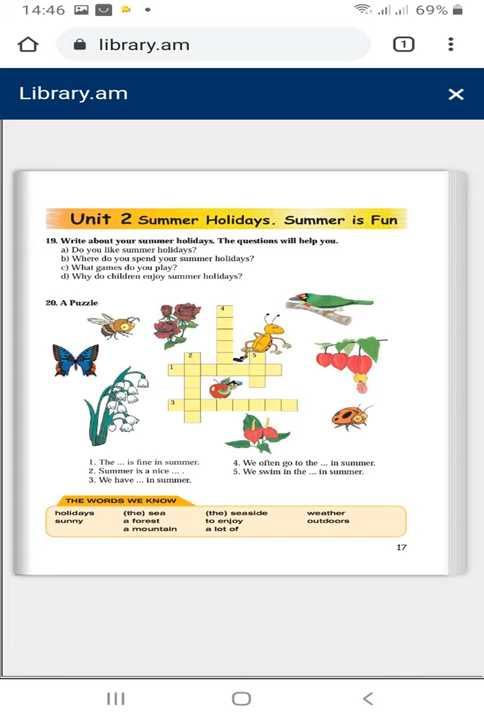 14:46
69%
library.am
1
Library.am
×
Unit 2 Summer Holidays. Summer is Fun
19. Write about your summer holidays. The questions will help you.
a) Do you like summer holidays?
b) Where do you spend your summer holidays?
c) What games do you play?
d) Why do children enjoy summer holidays?
20. A Puzzle
4
2
5
1
3
1. The ... is fine in summer.
2. Summer is a nice ... .
3. We have ... in summer.
4. We often go to the ... in summer.
5. We swim in the ... in summer.
THE WORDS WE KNOW
holidays (the) sea (the) seaside weather
sunny a forest to enjoy outdoors
a mountain a lot of
17